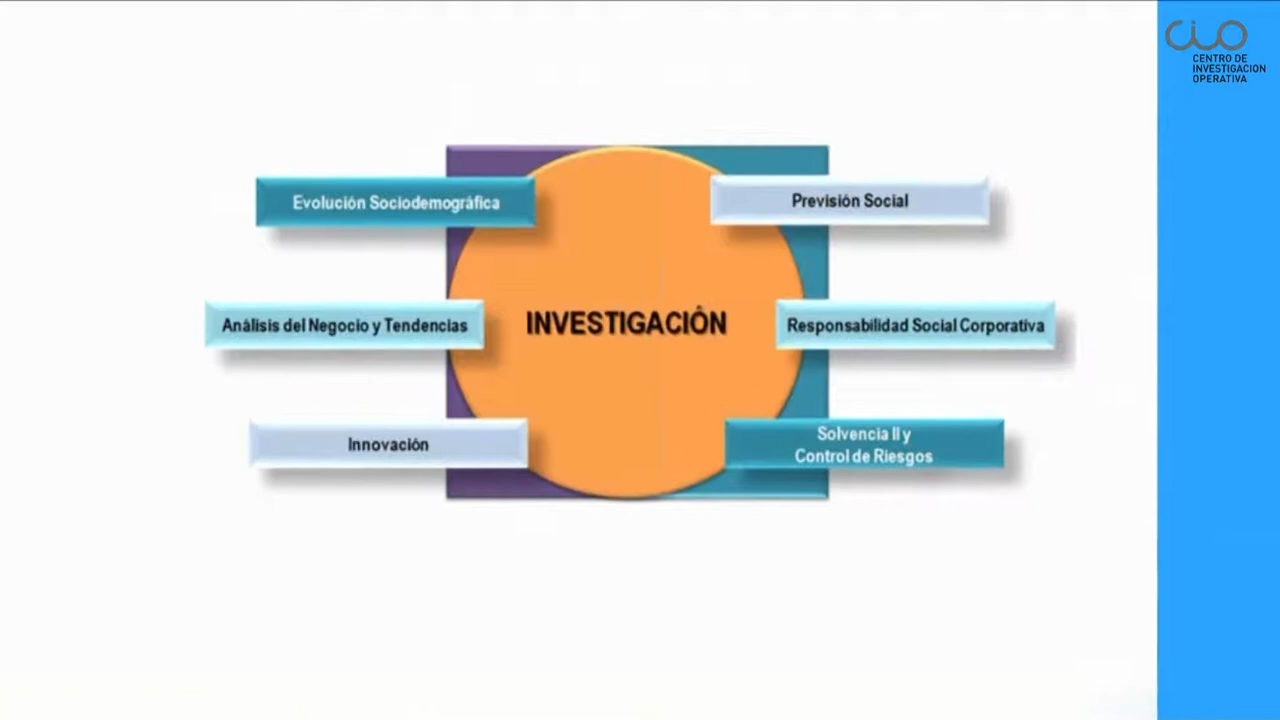 CIO
CENTRO DE
INVESTIGACION
OPERATIVA
Evolución Sociodemográfica
Previsión Social
Análisis del Negocio y Tendencias
INVESTIGACIÓN
Responsabilidad Social Corporativa
Innovación
Solvencia II y
Control de Riesgos